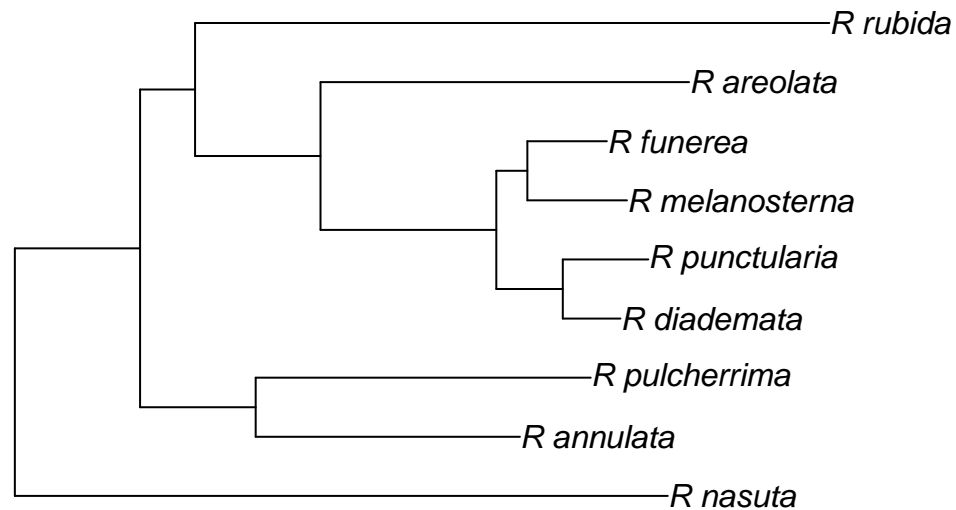 R rubida
R areolata
R funerea
R melanosterna
R punctularia
R diademata
R pulcherrima
R annulata
R nasuta